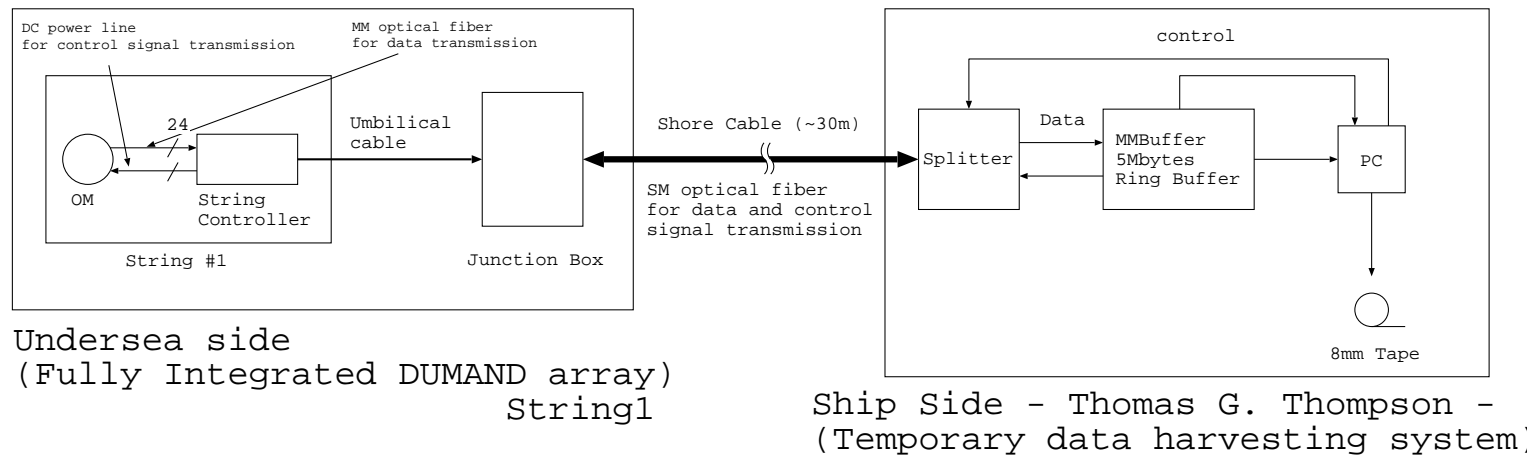 DC power line
for control signal transmission
MM optical fiber
for data transmission
24
OM
String
Controller
String #1
Umbilical
cable
Junction Box
Shore Cable (~30m)
SM optical fiber
for data and control
signal transmission
control
Splitter
Data
MMBuffer
5Mbytes
Ring Buffer
PC
8mm Tape
Undersea side
(Fully Integrated DUMAND array)
String1
Ship Side - Thomas G. Thompson -
(Temporary data harvesting system)